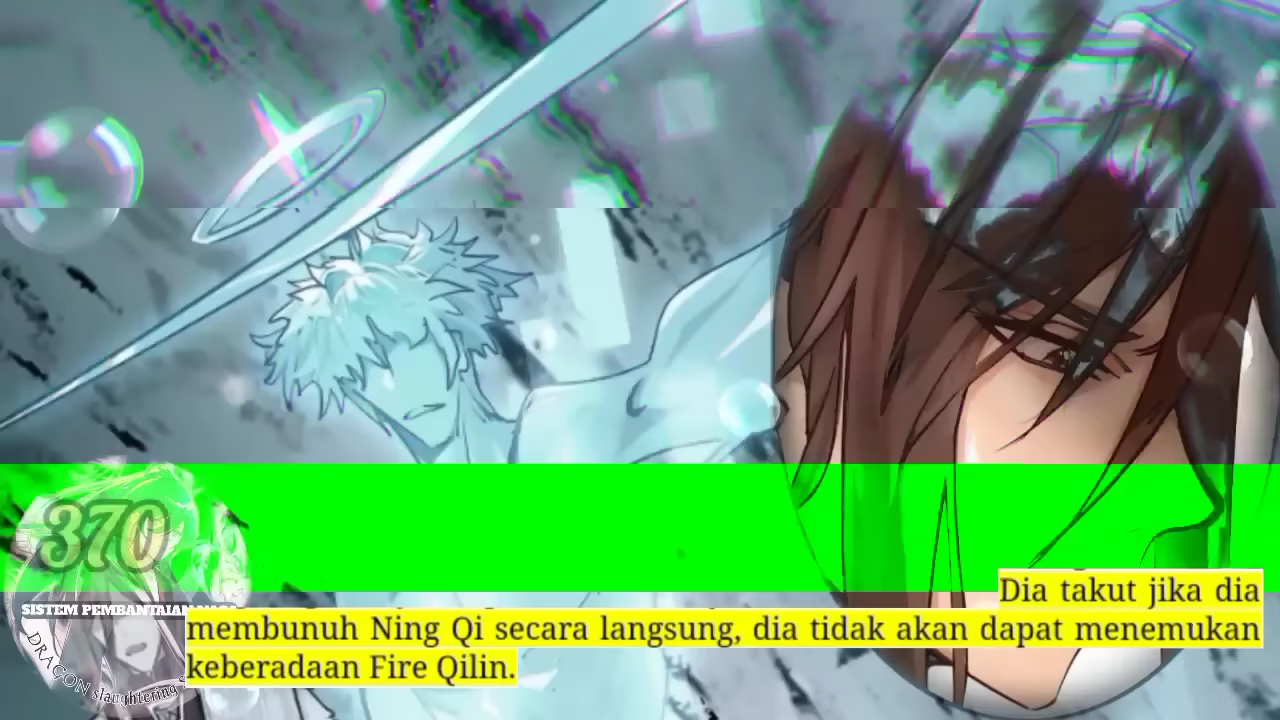 370
SISTEM PEMBANTAIAN
DRAGON slaughtering
Dia takut jika dia
membunuh Ning Qi secara langsung, dia tidak akan dapat menemukan
keberadaan Fire Qilin.